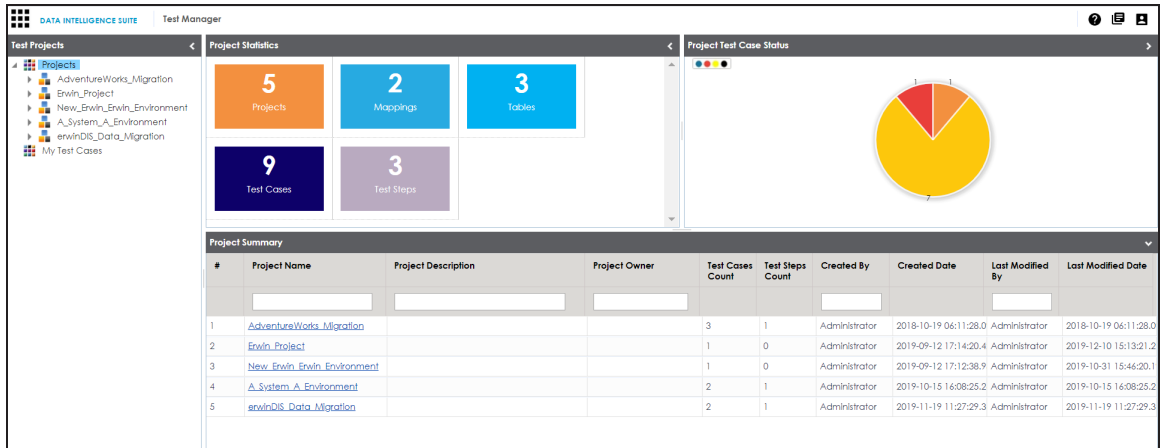 DATA INTELLIGENCE SUITE Test Manager
Test Projects
Projects
AdventureWorks_Migration
Erwin_Project
New_Erwin_Erwin_Environment
A_System_A_Environment
erwinDIS_Data_Migration
My Test Cases
Project Statistics
5 2 3
Projects Mappings Tables
9 3
Test Cases Test Steps
Project Test Case Status
1 1
7
Project Summary
# Project Name Project Description Project Owner Test Cases Count Test Steps Count Created By Created Date Last Modified By Last Modified Date
1 AdventureWorks_Migration 3 1 Administrator 2018-10-19 06:11:28.0 Administrator 2018-10-19 06:11:28.0
2 Erwin_Project 1 0 Administrator 2019-09-12 17:14:20.4 Administrator 2019-12-10 15:13:21.2
3 New_Erwin_Erwin_Environment 1 0 Administrator 2019-09-12 17:12:38.9 Administrator 2019-10-31 15:46:20.1
4 A_System_A_Environment 2 1 Administrator 2019-10-15 16:08:25.2 Administrator 2019-10-15 16:08:25.2
5 erwinDIS_Data_Migration 2 1 Administrator 2019-11-19 11:27:29.3 Administrator 2019-11-19 11:27:29.3